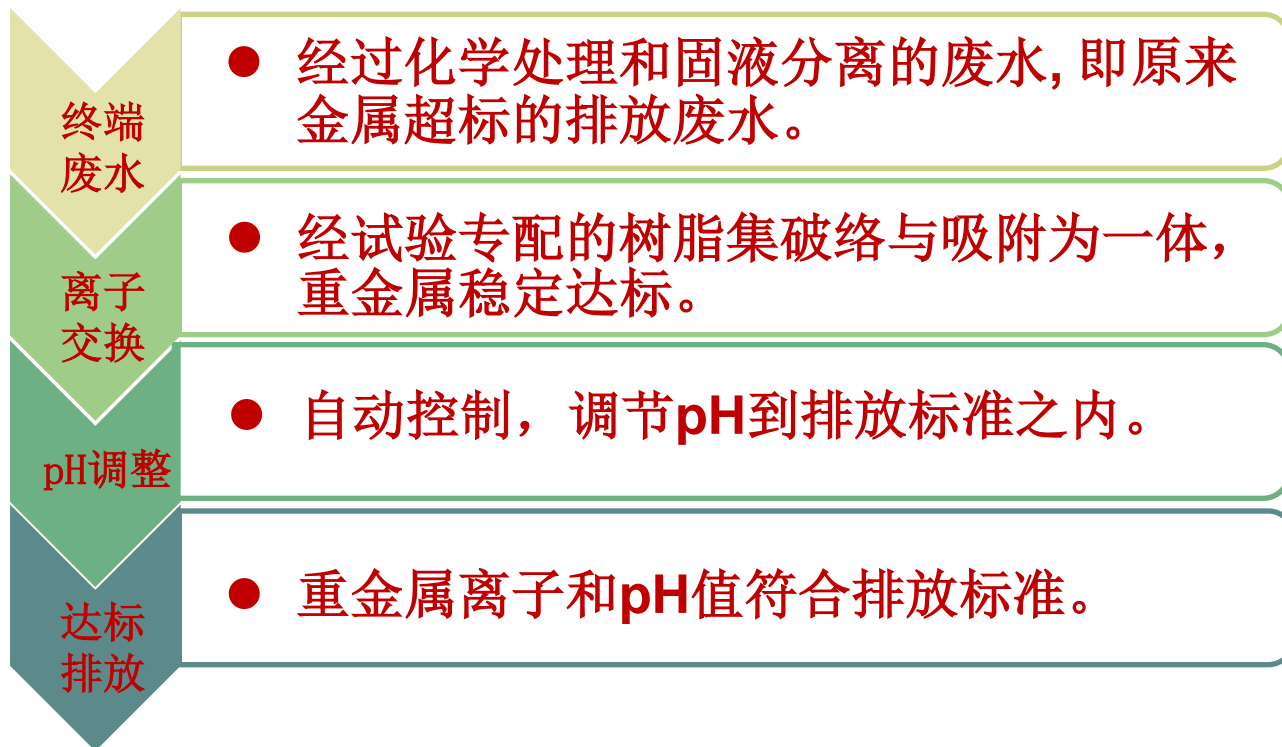 终端
废水
● 经过化学处理和固液分离的废水, 即原来
金属超标的排放废水。
离子
交换
● 经试验专配的树脂集破络与吸附为一体，
重金属稳定达标。
pH调整
● 自动控制，调节pH到排放标准之内。
达标
排放
● 重金属离子和pH值符合排放标准。